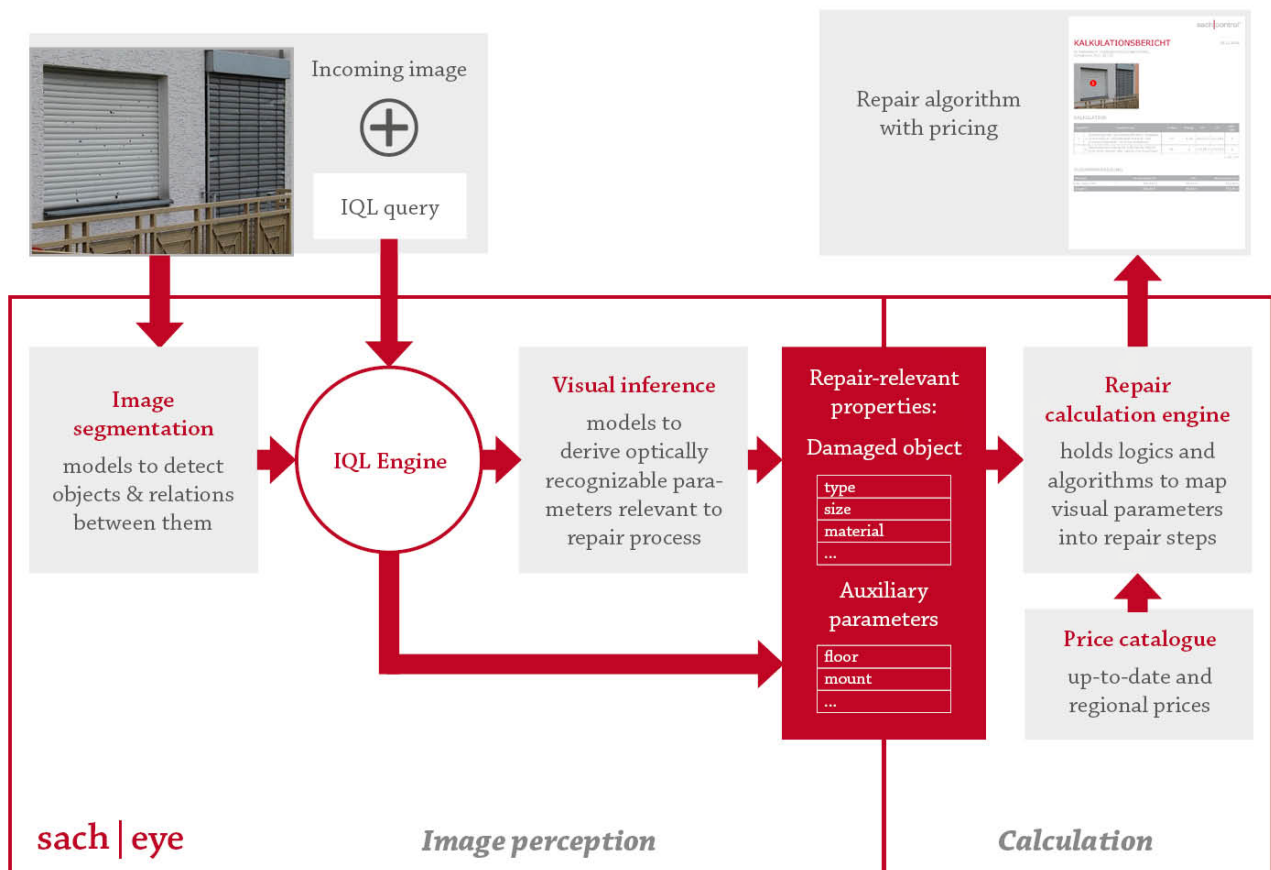 Incoming image
IQL query
Repair algorithm
with pricing
sach|control
KALKULATIONSBERICHT
KALKULATION
Image
segmentation
models to detect
objects & relations
between them
IQL Engine
Visual inference
models to
derive optically
recognizable para-
meters relevant to
repair process
Repair-relevant
properties:
Damaged object
type
size
material
...
Auxiliary
parameters
floor
mount
...
Repair
calculation engine
holds logics and
algorithms to map
visual parameters
into repair steps
Price catalogue
up-to-date and
regional prices
sach|eye
Image perception
Calculation